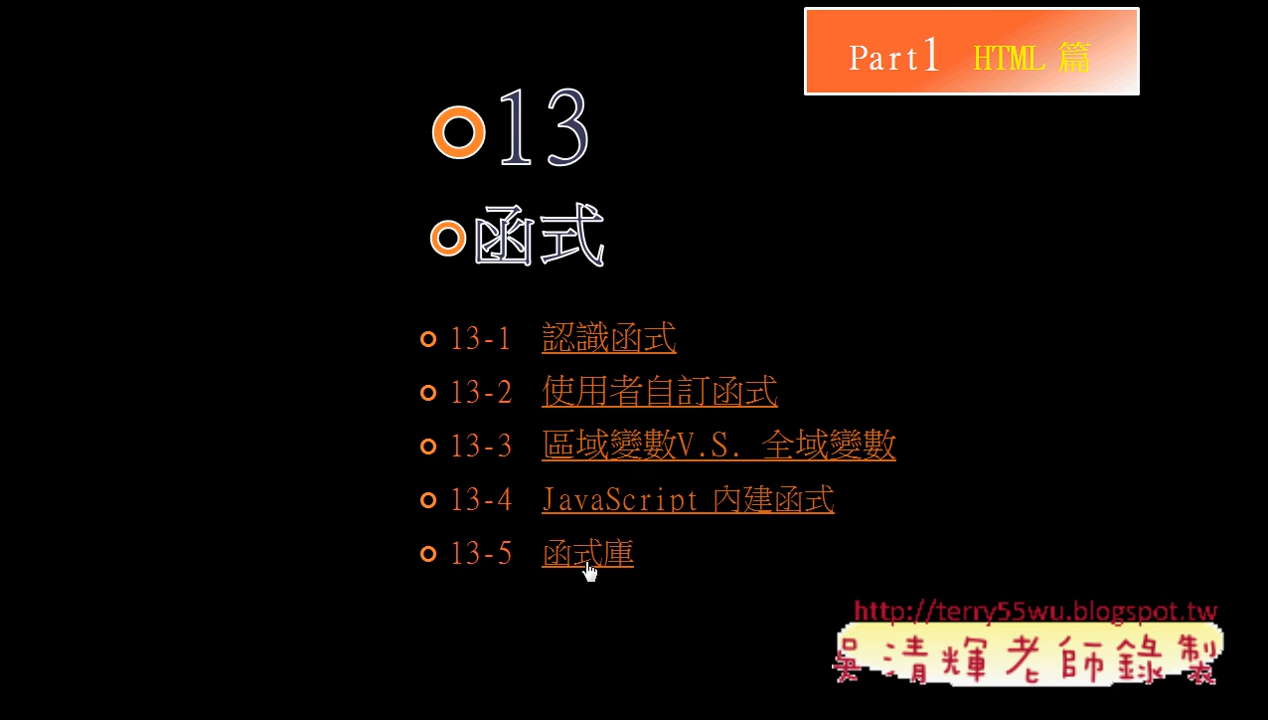 Part1 HTML 篇
13
函式
13-1 認識函式
13-2 使用者自訂函式
13-3 區域變數V.S. 全域變數
13-4 JavaScript 內建函式
13-5 函式庫
http://terry55wu.blogspot.tw
吳清輝老師錄製